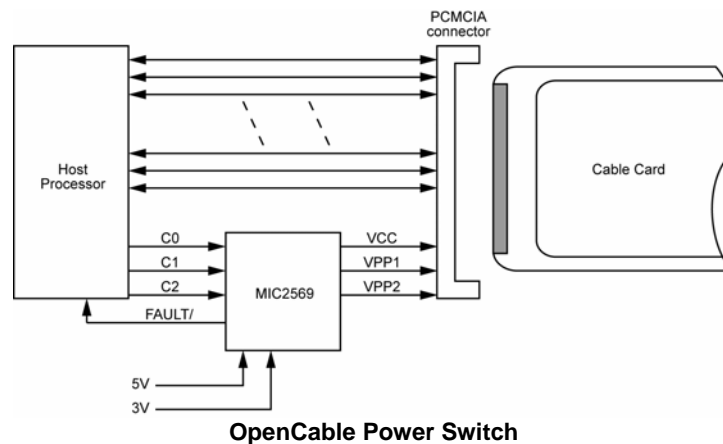 PCMCIA
connector
Host
Processor
Cable Card
C0
VCC
C1
VPP1
C2
VPP2
MIC2569
FAULT/
5V
3V
OpenCable Power Switch